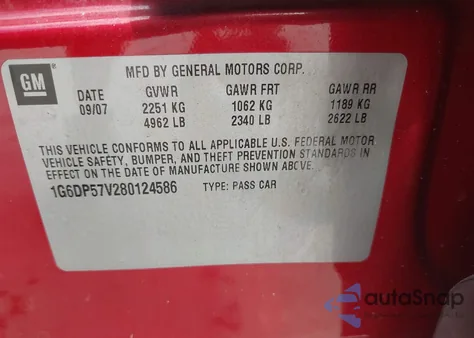 GM
MFD BY GENERAL MOTORS CORP.
DATE GVWR GAWR FRT GAWR RR
09/07 2251 KG 1062 KG 1189 KG
4962 LB 2340 LB 2622 LB
THIS VEHICLE CONFORMS TO ALL APPLICABLE U.S. FEDERAL MOTOR
VEHICLE SAFETY, BUMPER, AND THEFT PREVENTION STANDARDS IN
EFFECT ON THE DATE OF MANUFACTURE SHOWN ABOVE.
1G6DP57V280124586 TYPE: PASS CAR
autoSnap